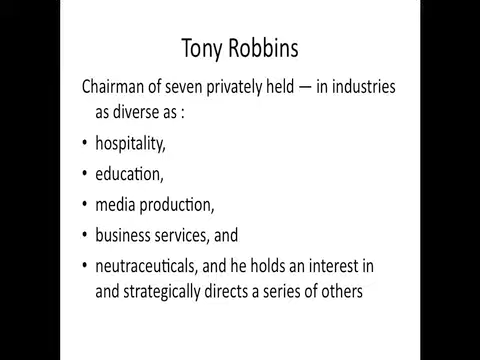 Tony Robbins
Chairman of seven privately held — in industries
as diverse as :
• hospitality,
• education,
• media production,
• business services, and
• neutraceuticals, and he holds an interest in
and strategically directs a series of others